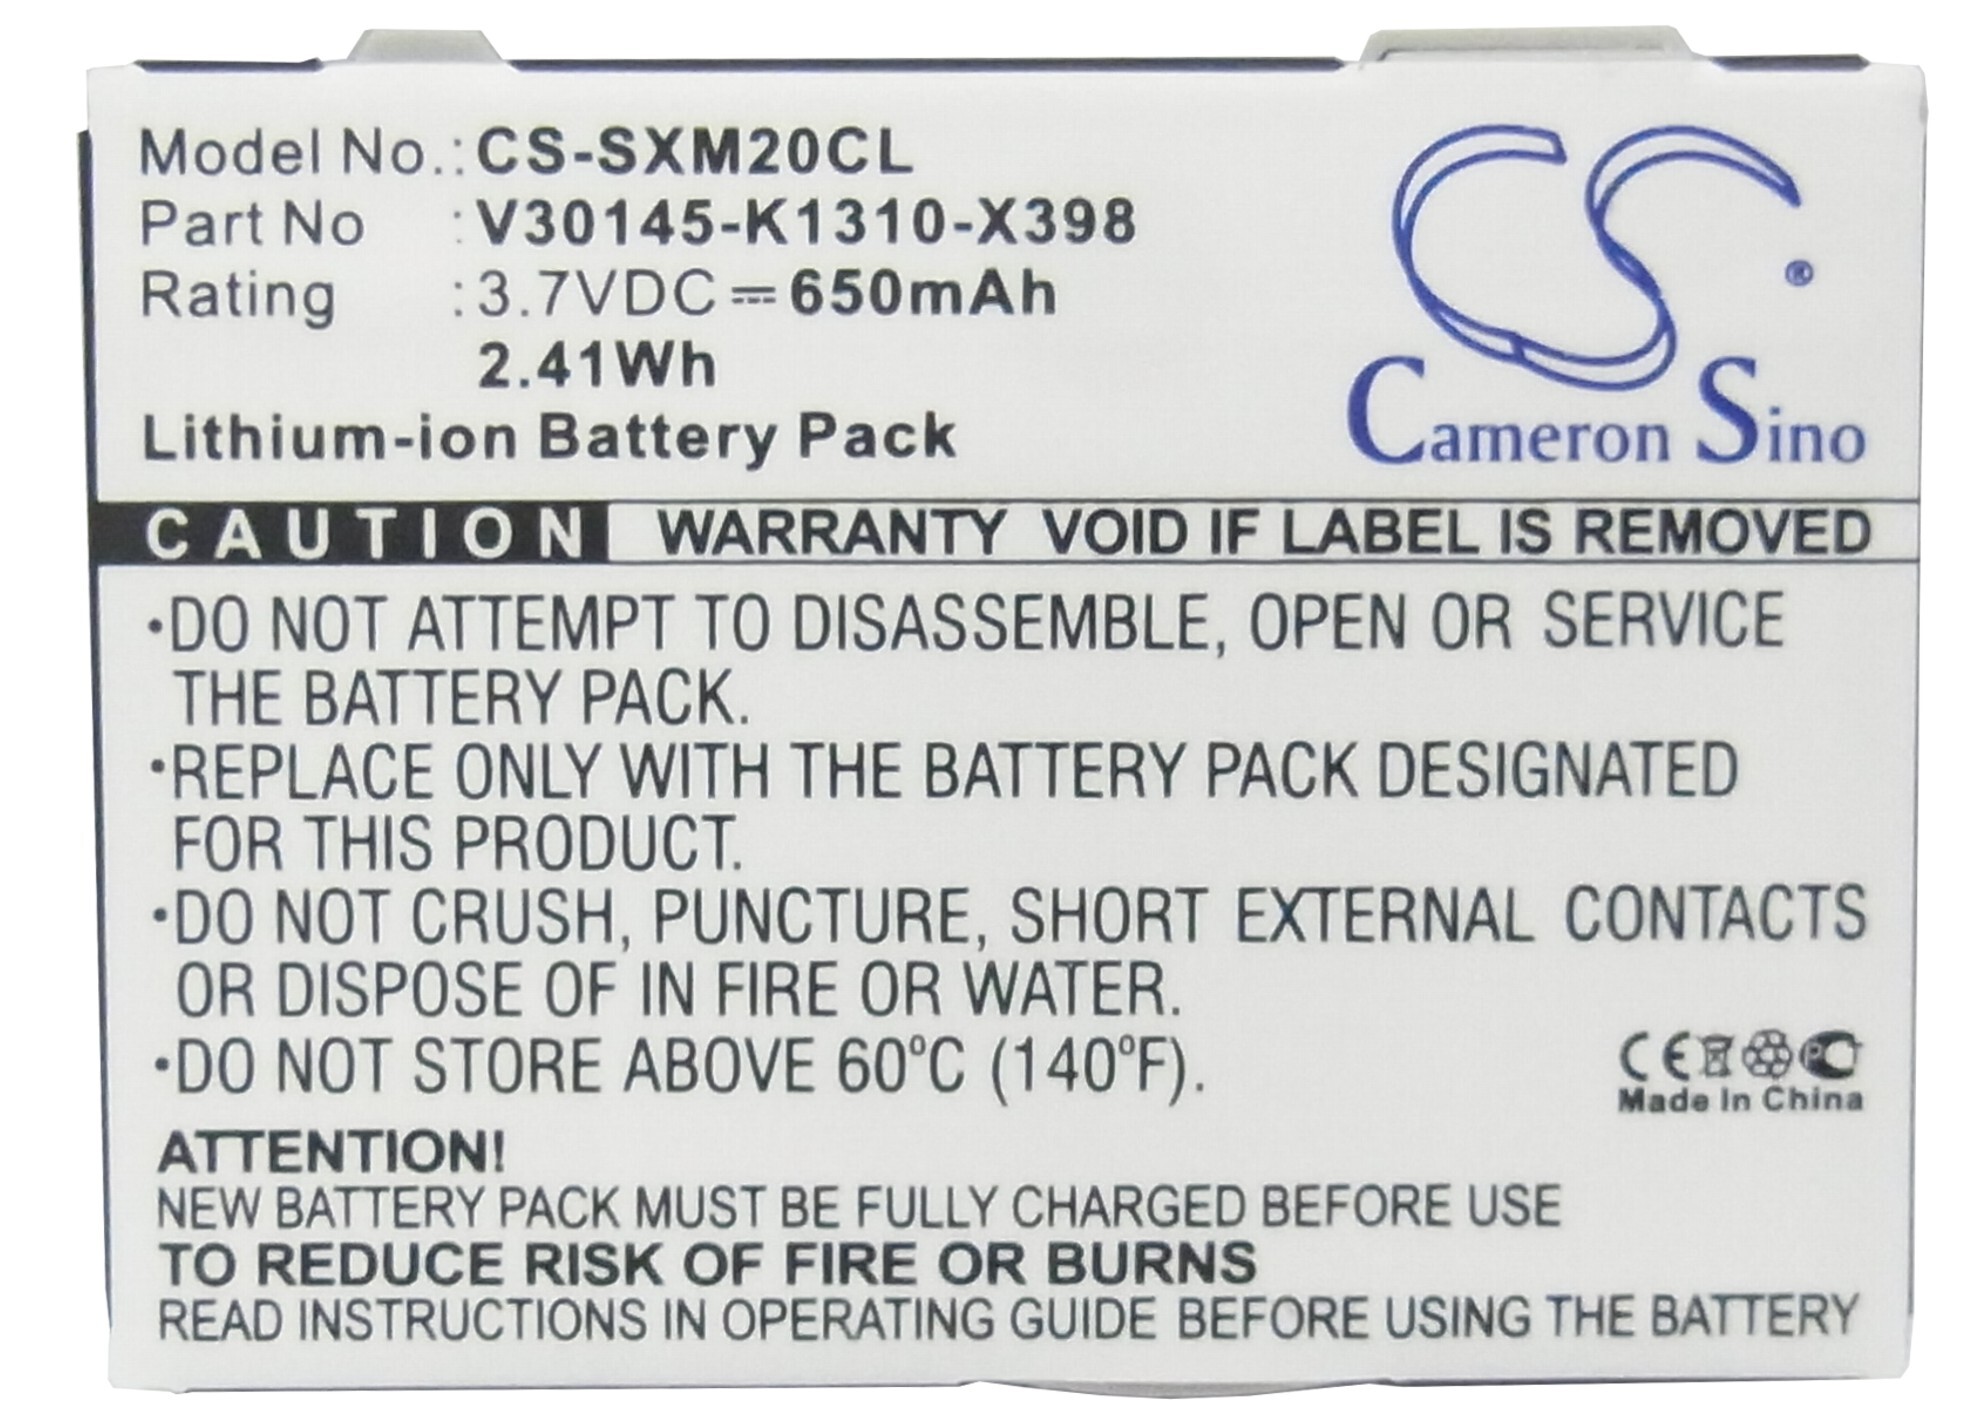 Model No.: CS-SXM20CL
Part No : V30145-K1310-X398
Rating : 3.7VDC ⎓ 650mAh
2.41Wh
Lithium-ion Battery Pack
CS ®
Cameron Sino
CAUTION WARRANTY VOID IF LABEL IS REMOVED
•DO NOT ATTEMPT TO DISASSEMBLE, OPEN OR SERVICE
THE BATTERY PACK.
•REPLACE ONLY WITH THE BATTERY PACK DESIGNATED
FOR THIS PRODUCT.
•DO NOT CRUSH, PUNCTURE, SHORT EXTERNAL CONTACTS
OR DISPOSE OF IN FIRE OR WATER.
•DO NOT STORE ABOVE 60°C (140°F).
CE
Made In China
ATTENTION!
NEW BATTERY PACK MUST BE FULLY CHARGED BEFORE USE
TO REDUCE RISK OF FIRE OR BURNS
READ INSTRUCTIONS IN OPERATING GUIDE BEFORE USING THE BATTERY